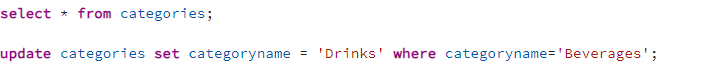 select * from categories;
update categories set categoryname = 'Drinks' where categoryname='Beverages';